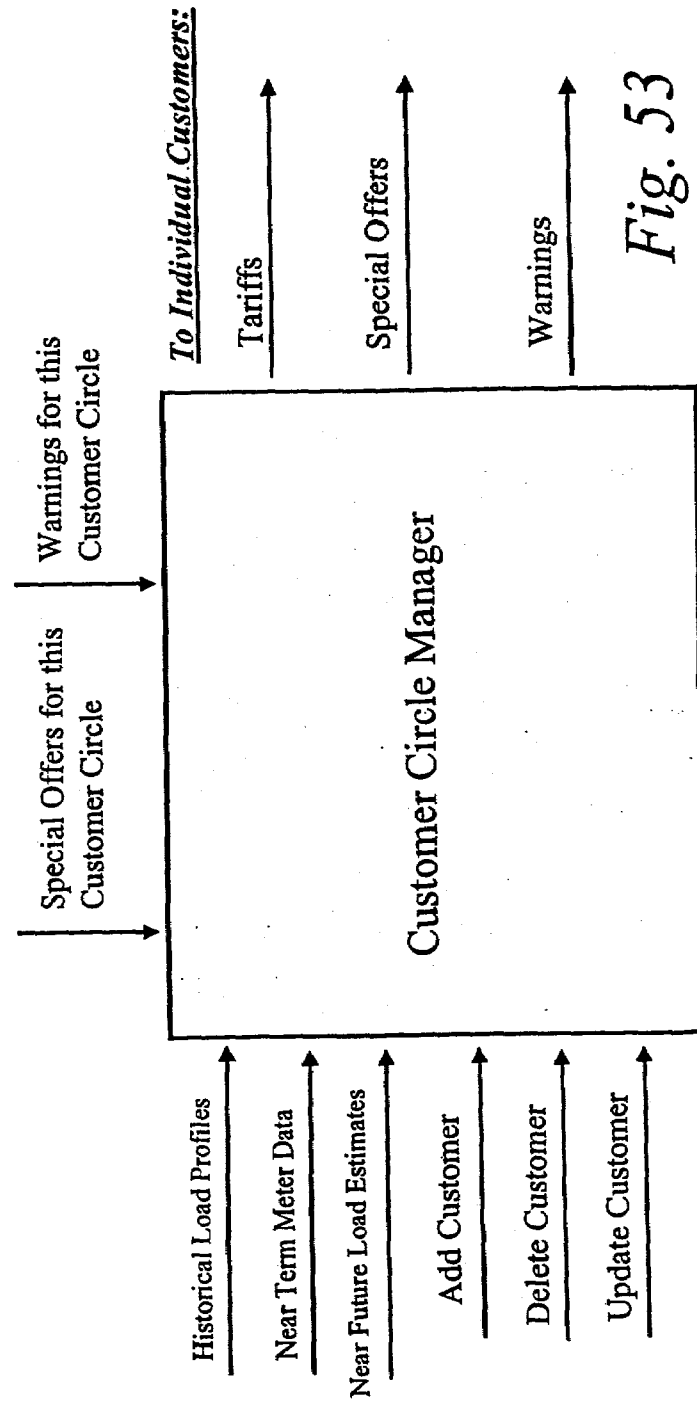 Special Offers for this
Customer Circle
Warnings for this
Customer Circle
Historical Load Profiles
Near Term Meter Data
Near Future Load Estimates
Add Customer
Delete Customer
Update Customer
Customer Circle Manager
To Individual Customers:
Tariffs
Special Offers
Warnings
Fig. 53